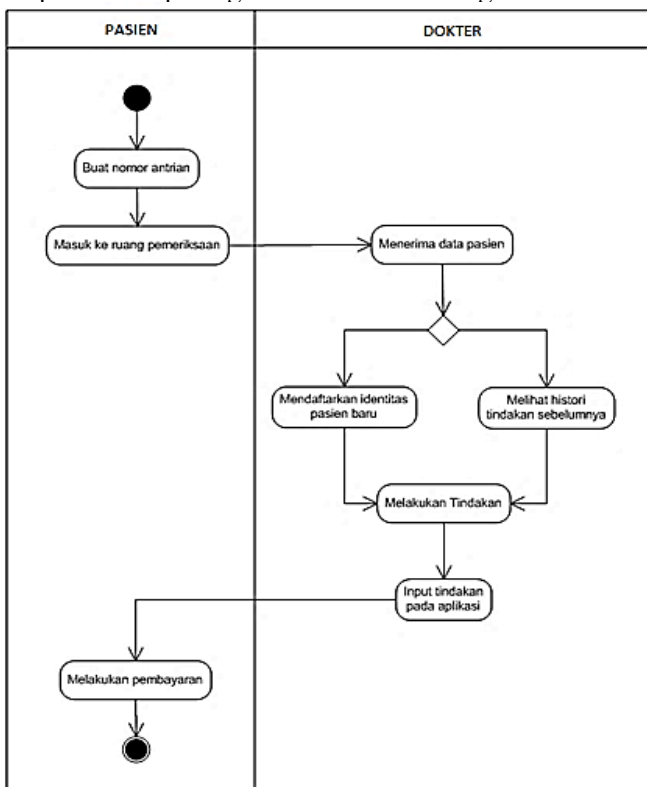 PASIEN
DOKTER
Buat nomor antrian
Masuk ke ruang pemeriksaan
Menerima data pasien
Mendaftarkan identitas
pasien baru
Melihat histori
tindakan sebelumnya
Melakukan Tindakan
Input tindakan
pada aplikasi
Melakukan pembayaran